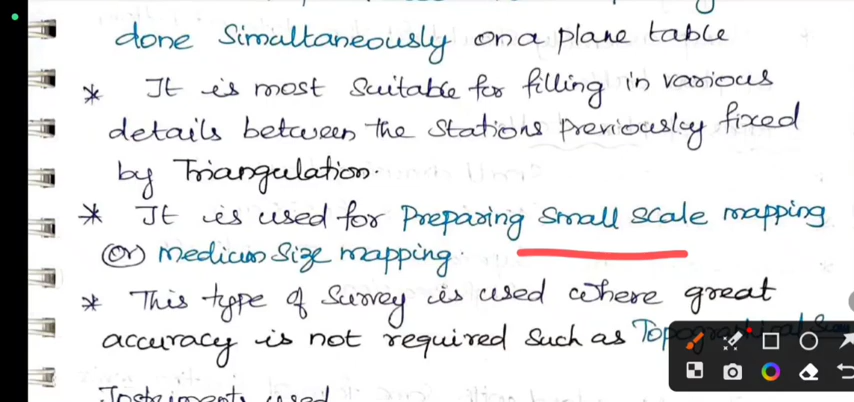 done Simultaneously on a plane table
* It is most suitable for filling in various
details between the stations previously fixed
by Triangulation.
* It is used for Preparing small scale mapping
(or) medium size mapping.
* This type of Survey is used where great
accuracy is not required such as
Instruments used